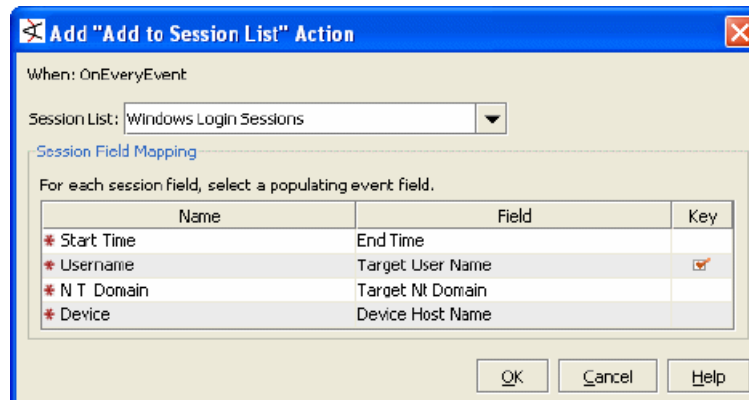 Add "Add to Session List" Action
When: OnEveryEvent
Session List: Windows Login Sessions
Session Field Mapping
For each session field, select a populating event field.
Name Field Key
* Start Time End Time
* Username Target User Name
* N T Domain Target Nt Domain
* Device Device Host Name
OK Cancel Help